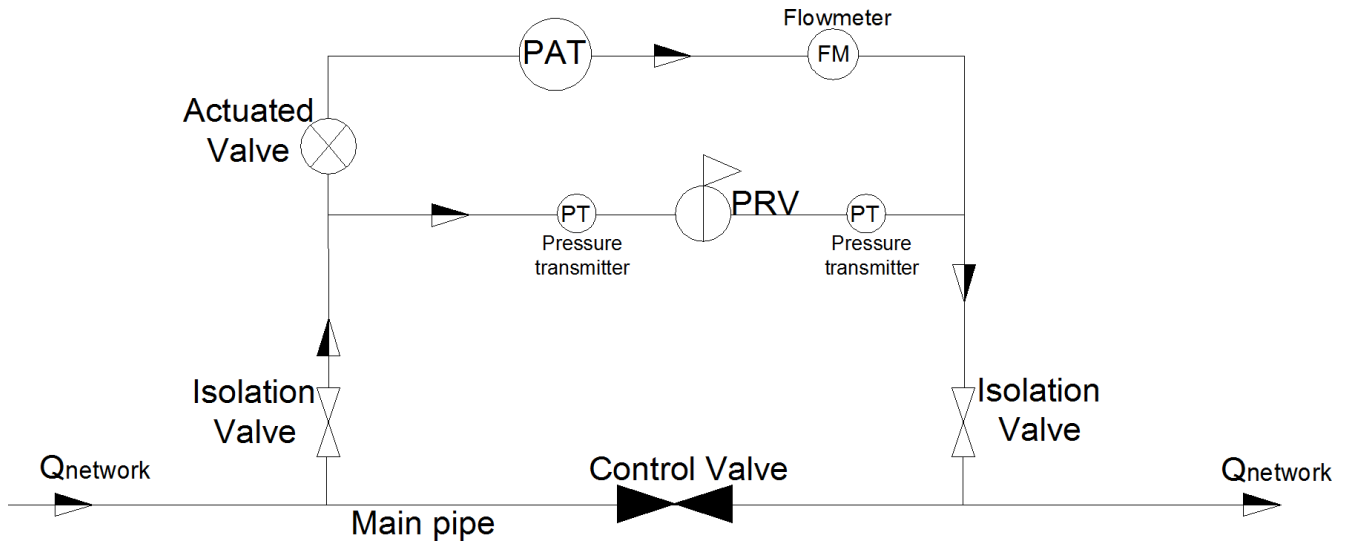 Flowmeter
PAT
FM
Actuated
Valve
PT
PRV
PT
Pressure
transmitter
Pressure
transmitter
Isolation
Valve
Isolation
Valve
Qnetwork
Control Valve
Qnetwork
Main pipe